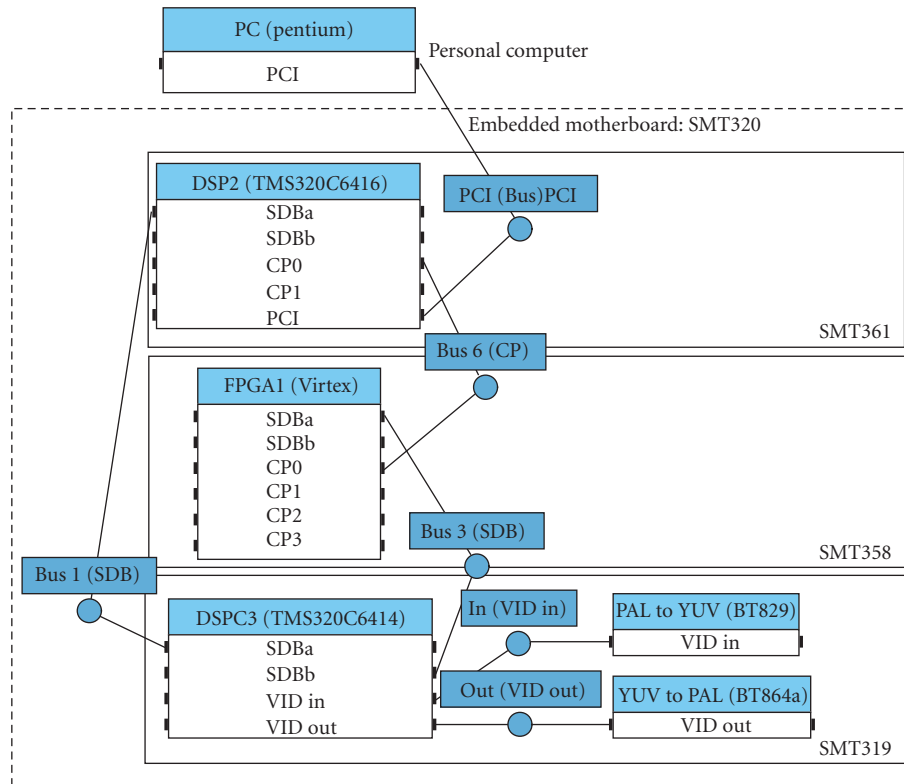 PC (pentium)
PCI
Personal computer
Embedded motherboard: SMT320
DSP2 (TMS320C6416)
SDBa
SDBb
CP0
CP1
PCI
PCI (Bus)PCI
SMT361
Bus 6 (CP)
FPGA1 (Virtex)
SDBa
SDBb
CP0
CP1
CP2
CP3
Bus 3 (SDB)
SMT358
Bus 1 (SDB)
DSPC3 (TMS320C6414)
SDBa
SDBb
VID in
VID out
In (VID in)
PAL to YUV (BT829)
VID in
Out (VID out)
YUV to PAL (BT864a)
VID out
SMT319